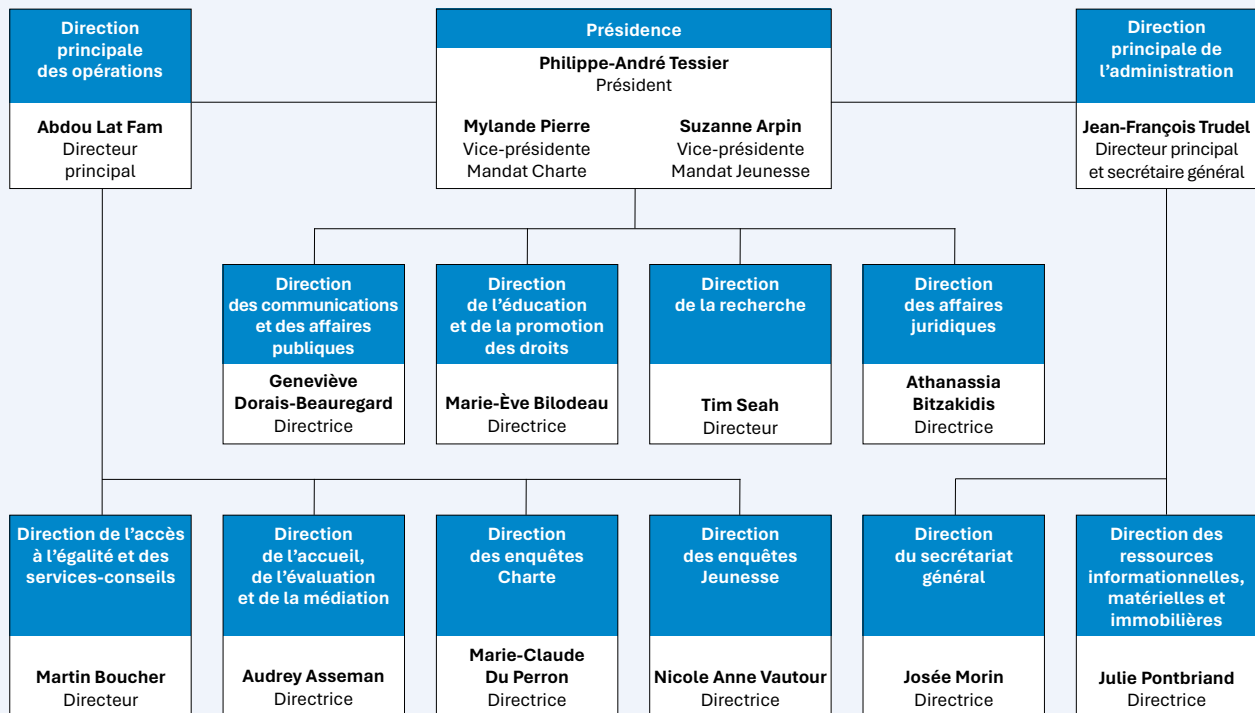 Direction
principale
des opérations
Abdou Lat Fam
Directeur
principal
Présidence
Philippe-André Tessier
Président
Mylande Pierre
Vice-présidente
Mandat Charte
Suzanne Arpin
Vice-présidente
Mandat Jeunesse
Direction
principale de
l’administration
Jean-François Trudel
Directeur principal
et secrétaire général
Direction
des communications
et des affaires
publiques
Geneviève
Dorais-Beauregard
Directrice
Direction
de l’éducation
et de la promotion
des droits
Marie-Ève Bilodeau
Directrice
Direction
de la recherche
Tim Seah
Directeur
Direction
des affaires
juridiques
Athanassia
Bitzakidis
Directrice
Direction de l’accès
à l’égalité et des
services-conseils
Martin Boucher
Directeur
Direction
de l’accueil,
de l’évaluation
et de la médiation
Audrey Asseman
Directrice
Direction
des enquêtes
Charte
Marie-Claude
Du Perron
Directrice
Direction
des enquêtes
Jeunesse
Nicole Anne Vautour
Directrice
Direction
du secrétariat
général
Josée Morin
Directrice
Direction des
ressources
informationnelles,
matérielles et
immobilières
Julie Pontbriand
Directrice